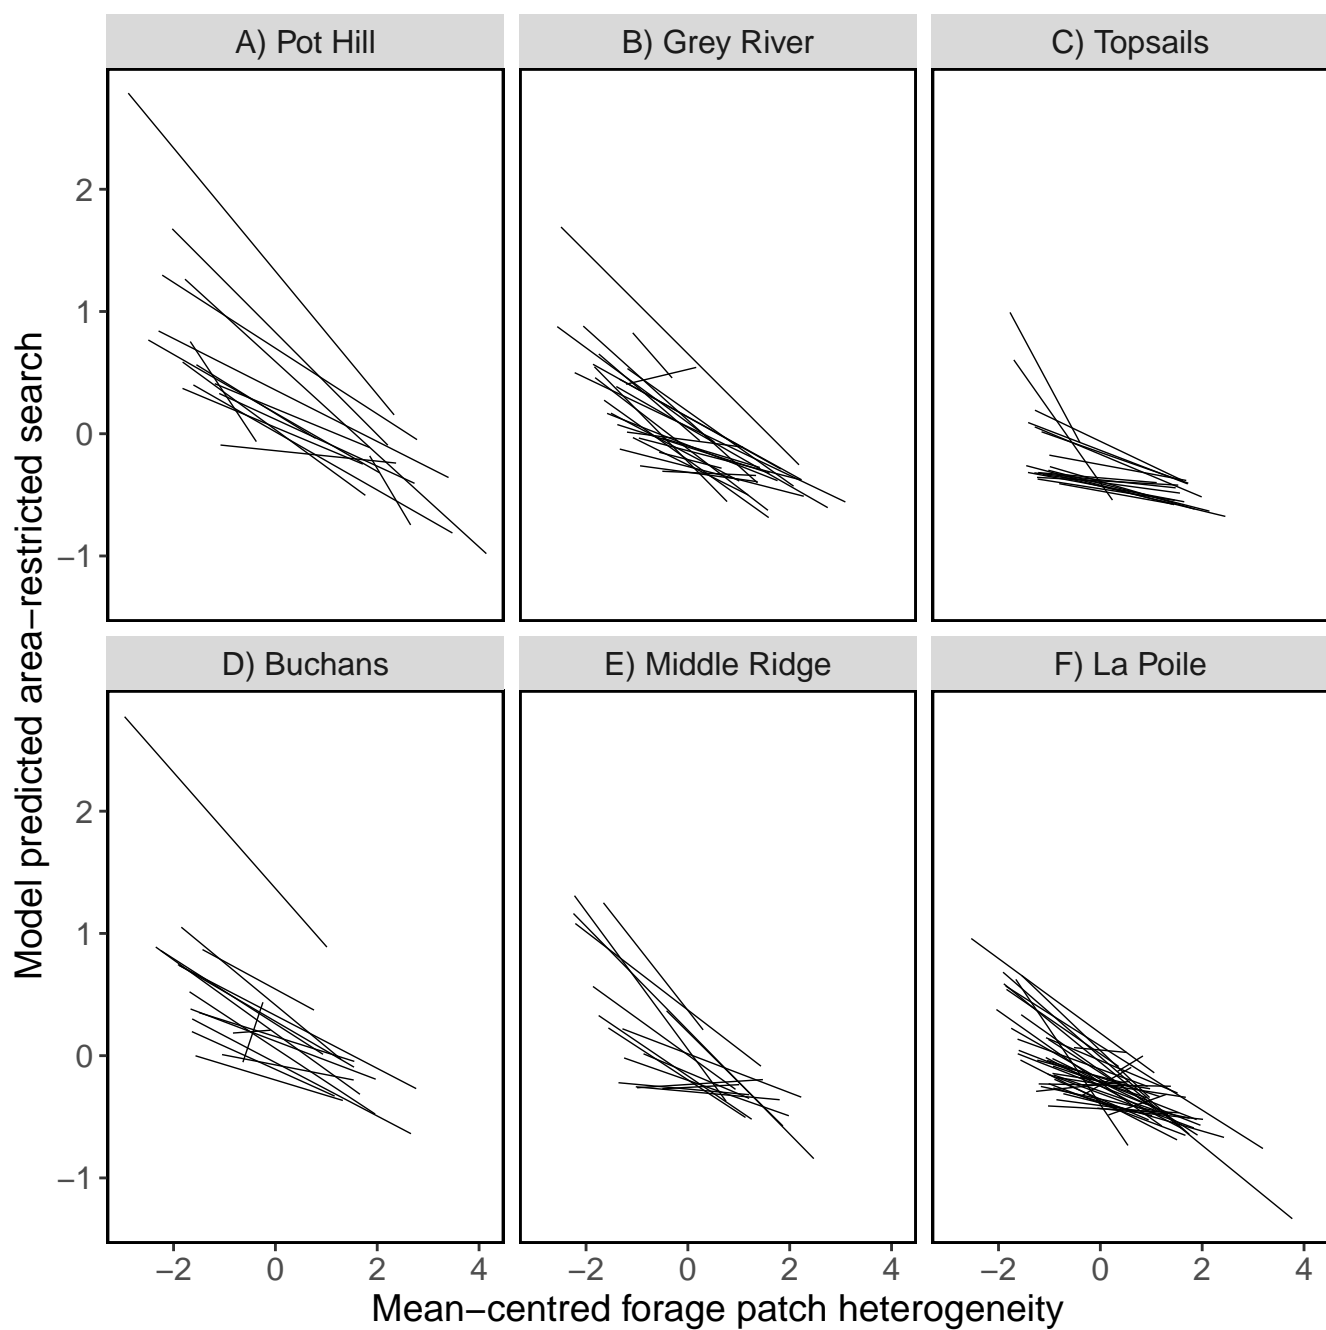 A) Pot Hill
B) Grey River
C) Topsails
2
1
0
−1
D) Buchans
E) Middle Ridge
F) La Poile
2
1
0
−1
−2 0 2 4
−2 0 2 4
−2 0 2 4
Mean−centred forage patch heterogeneity
Model predicted area−restricted search